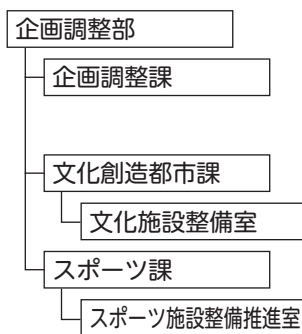 企画調整部
企画調整課
文化創造都市課
文化施設整備室
スポーツ課
スポーツ施設整備推進室